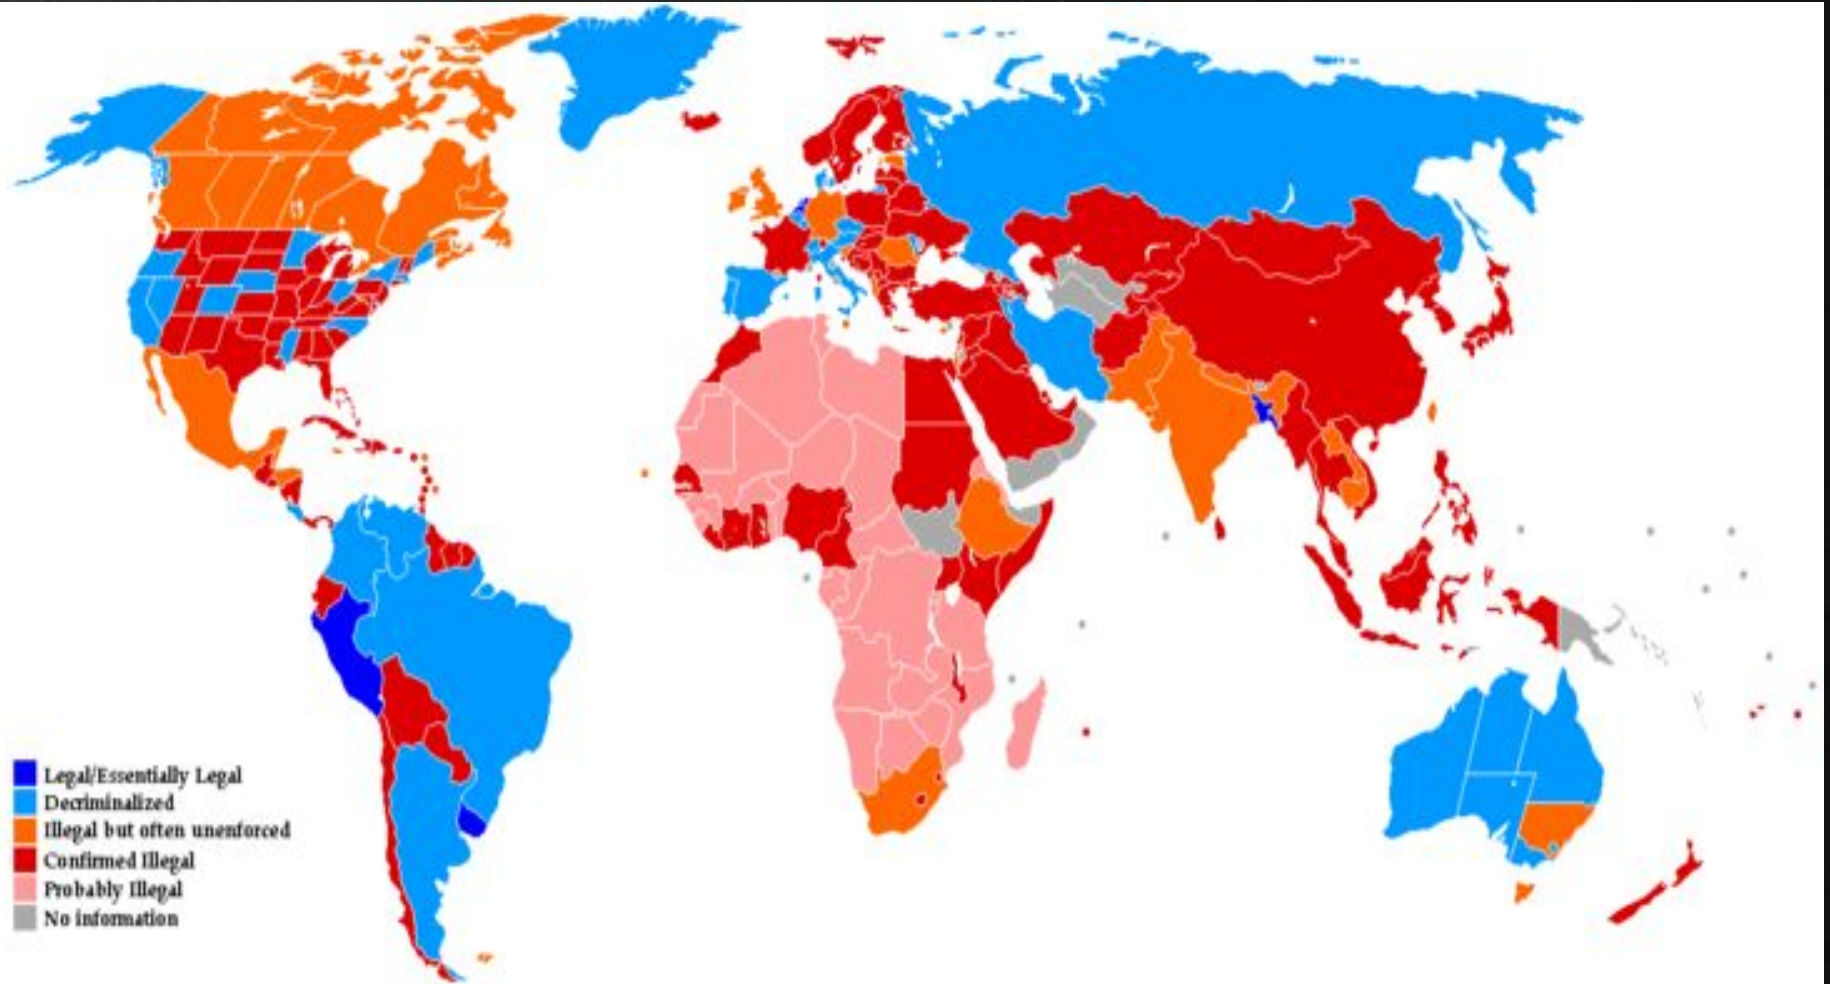 Legal/Essentially Legal
Decriminalized
Illegal but often unenforced
Confirmed Illegal
Probably Illegal
No information